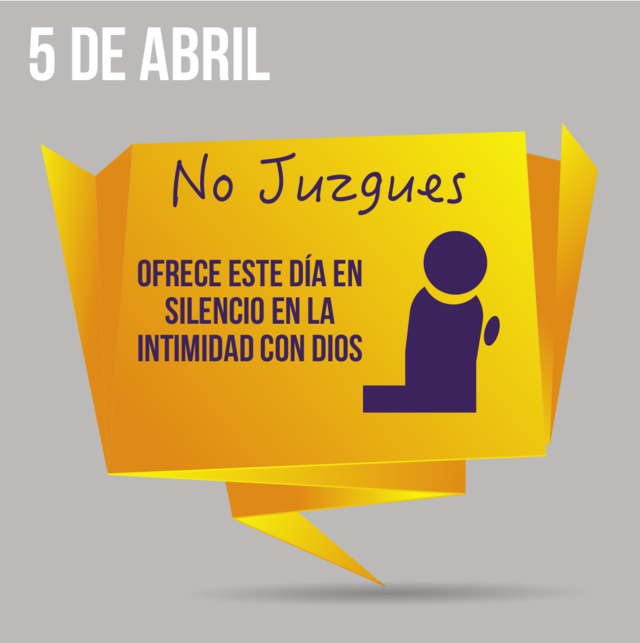 5 DE ABRIL
No Juzgues
OFRECE ESTE DÍA EN
SILENCIO EN LA
INTIMIDAD CON DIOS